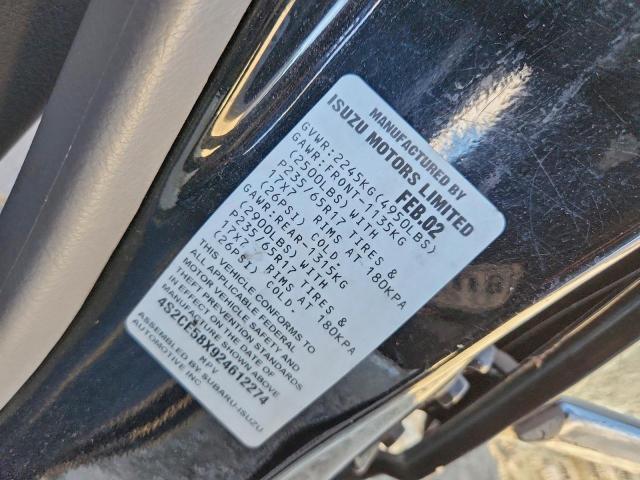 MANUFACTURED BY
ISUZU MOTORS LIMITED
FEB.02
GVWR:2245KG(4950LBS)
GAWR:FRONT-1135KG
(2500LBS) WITH
P235/65R17 TIRES &
17X7 RIMS AT 180KPA
(26PSI) COLD.
GAWR:REAR-1315KG
(2900LBS) WITH
P235/65R17 TIRES &
17X7 RIMS AT 180KPA
(26PSI) COLD.
THIS VEHICLE CONFORMS TO
ALL APPLICABLE FEDERAL
MOTOR VEHICLE SAFETY AND
THEFT PREVENTION STANDARDS
IN EFFECT ON THE DATE OF
MANUFACTURE SHOWN ABOVE
4S2CE58X924612274
MPV
ASSEMBLED BY SUBARU-ISUZU
AUTOMOTIVE INC.